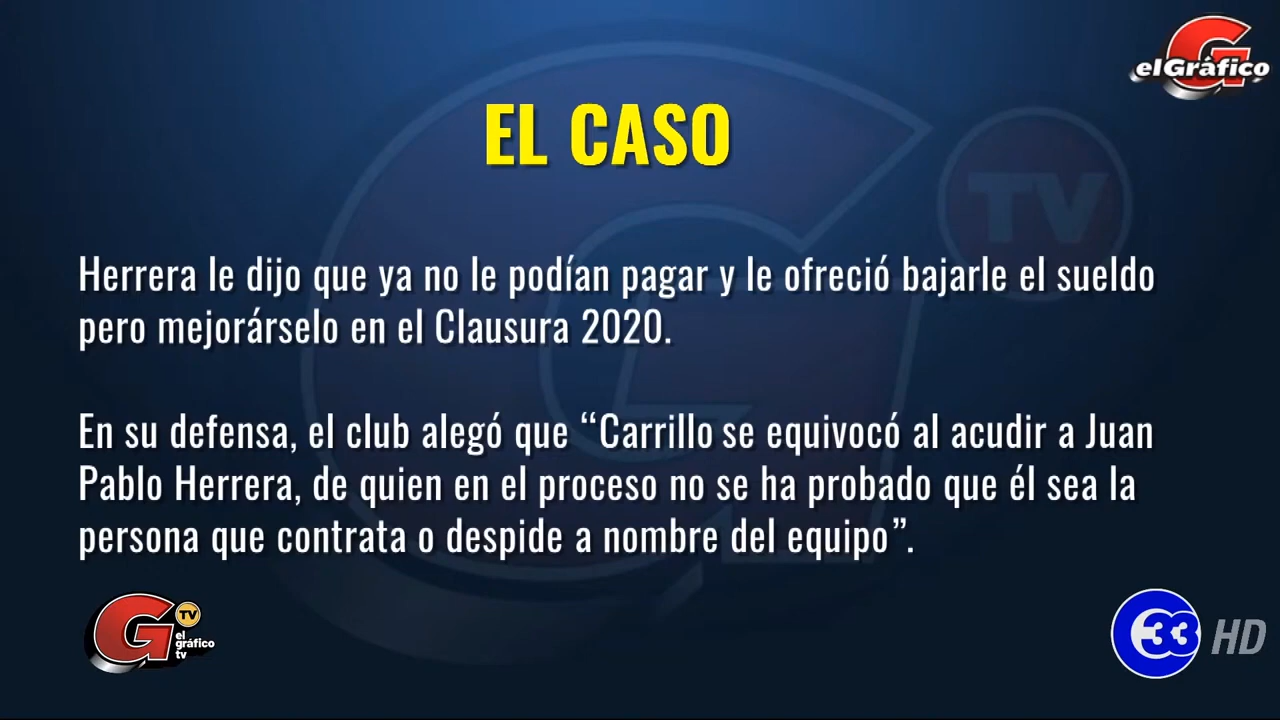 elGráfico
EL CASO
TV
Herrera le dijo que ya no le podían pagar y le ofreció bajarle el sueldo
pero mejorárselo en el Clausura 2020.
En su defensa, el club alegó que “Carrillo se equivocó al acudir a Juan
Pablo Herrera, de quien en el proceso no se ha probado que él sea la
persona que contrata o despide a nombre del equipo”.
G TV
el
gráfico
tv
33 HD